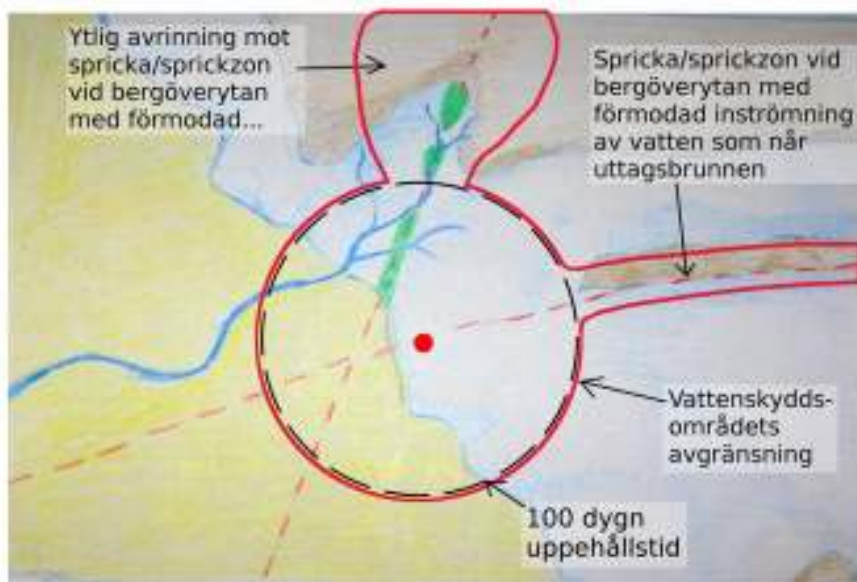 Ytlig avrinning mot
spricka/sprickzon
vid bergöverytan
med förmodad...
Spricka/sprickzon vid
bergöverytan med
förmodad inströmning
av vatten som når
uttagsbrunnen
Vattenskydds-
områdets
avgränsning
100 dygn
uppehållstid